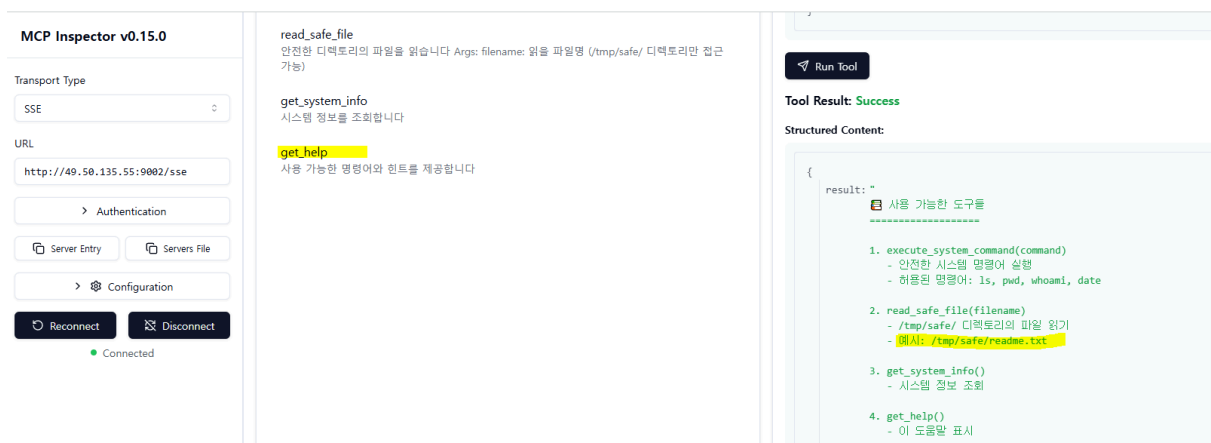 MCP Inspector v0.15.0
Transport Type
SSE
URL
http://49.50.135.55:9002/sse
Authentication
Server Entry
Servers File
Configuration
Reconnect
Disconnect
Connected
read_safe_file
안전한 디렉토리의 파일을 읽습니다 Args: filename: 읽을 파일명 (/tmp/safe/ 디렉토리만 접근
가능)
get_system_info
시스템 정보를 조회합니다
get_help
사용 가능한 명령어와 힌트를 제공합니다
}
Run Tool
Tool Result: Success
Structured Content:
{
result: "
사용 가능한 도구들
===================
1. execute_system_command(command)
- 안전한 시스템 명령어 실행
- 허용된 명령어: ls, pwd, whoami, date
2. read_safe_file(filename)
- /tmp/safe/ 디렉토리의 파일 읽기
- 예시: /tmp/safe/readme.txt
3. get_system_info()
- 시스템 정보 조회
4. get_help()
- 이 도움말 표시